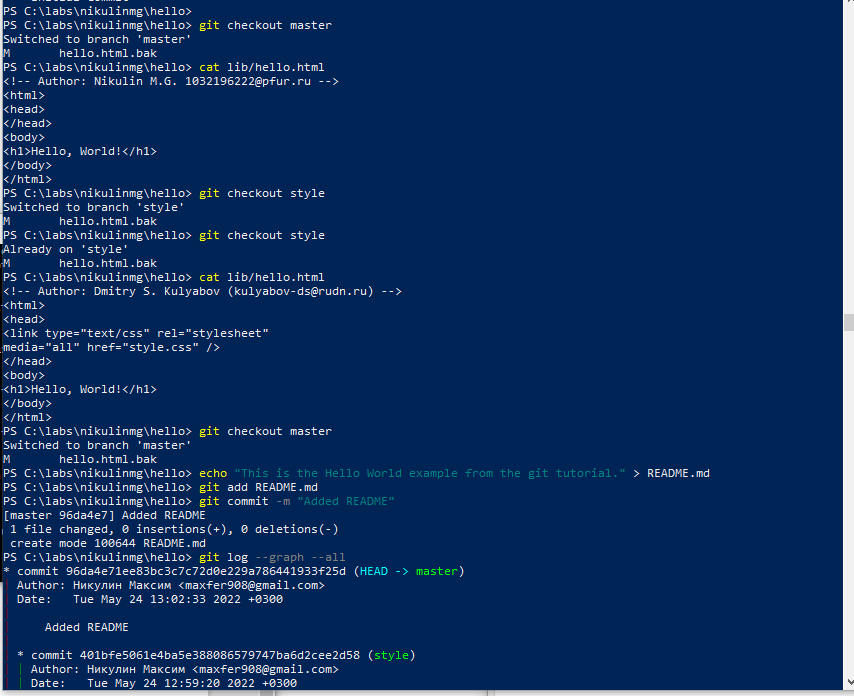 PS C:\labs\nikulinmg\hello>
PS C:\labs\nikulinmg\hello> git checkout master
Switched to branch 'master'
M       hello.html.bak
PS C:\labs\nikulinmg\hello> cat lib/hello.html
<!-- Author: Nikulin M.G. 1032196222@pfur.ru -->
<html>
<head>
</head>
<body>
<h1>Hello, World!</h1>
</body>
</html>
PS C:\labs\nikulinmg\hello> git checkout style
Switched to branch 'style'
M       hello.html.bak
PS C:\labs\nikulinmg\hello> git checkout style
Already on 'style'
M       hello.html.bak
PS C:\labs\nikulinmg\hello> cat lib/hello.html
<!-- Author: Dmitry S. Kulyabov (kulyabov-ds@rudn.ru) -->
<html>
<head>
<link type="text/css" rel="stylesheet"
media="all" href="style.css" />
</head>
<body>
<h1>Hello, World!</h1>
</body>
</html>
PS C:\labs\nikulinmg\hello> git checkout master
Switched to branch 'master'
M       hello.html.bak
PS C:\labs\nikulinmg\hello> echo "This is the Hello World example from the git tutorial." > README.md
PS C:\labs\nikulinmg\hello> git add README.md
PS C:\labs\nikulinmg\hello> git commit -m "Added README"
[master 96da4e7] Added README
 1 file changed, 0 insertions(+), 0 deletions(-)
 create mode 100644 README.md
PS C:\labs\nikulinmg\hello> git log --graph --all
* commit 96da4e71ee83bc3c7c72d0e229a786441933f25d (HEAD -> master)
| Author: Никулин Максим <maxfer908@gmail.com>
| Date:   Tue May 24 13:02:33 2022 +0300
|
|     Added README
|
| * commit 401bfe5061e4ba5e388086579747ba6d2cee2d58 (style)
| | Author: Никулин Максим <maxfer908@gmail.com>
| | Date:   Tue May 24 12:59:20 2022 +0300